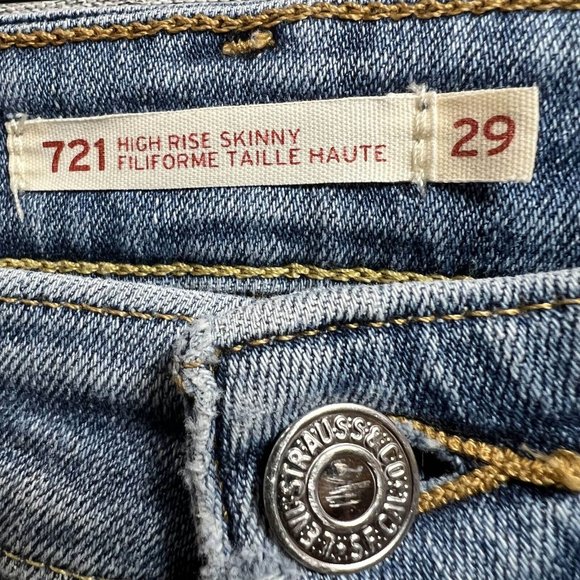 721 HIGH RISE SKINNY
FILIFORME TAILLE HAUTE
29
LEVI STRAUSS & CO. S.F. CAL.